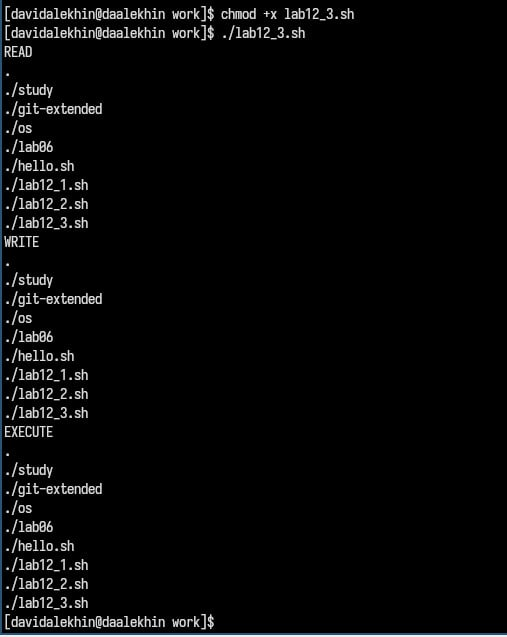 [davidalekhin@daalekhin work]$ chmod +x lab12_3.sh
[davidalekhin@daalekhin work]$ ./lab12_3.sh
READ
.
./study
./git-extended
./os
./lab06
./hello.sh
./lab12_1.sh
./lab12_2.sh
./lab12_3.sh
WRITE
.
./study
./git-extended
./os
./lab06
./hello.sh
./lab12_1.sh
./lab12_2.sh
./lab12_3.sh
EXECUTE
.
./study
./git-extended
./os
./lab06
./hello.sh
./lab12_1.sh
./lab12_2.sh
./lab12_3.sh
[davidalekhin@daalekhin work]$